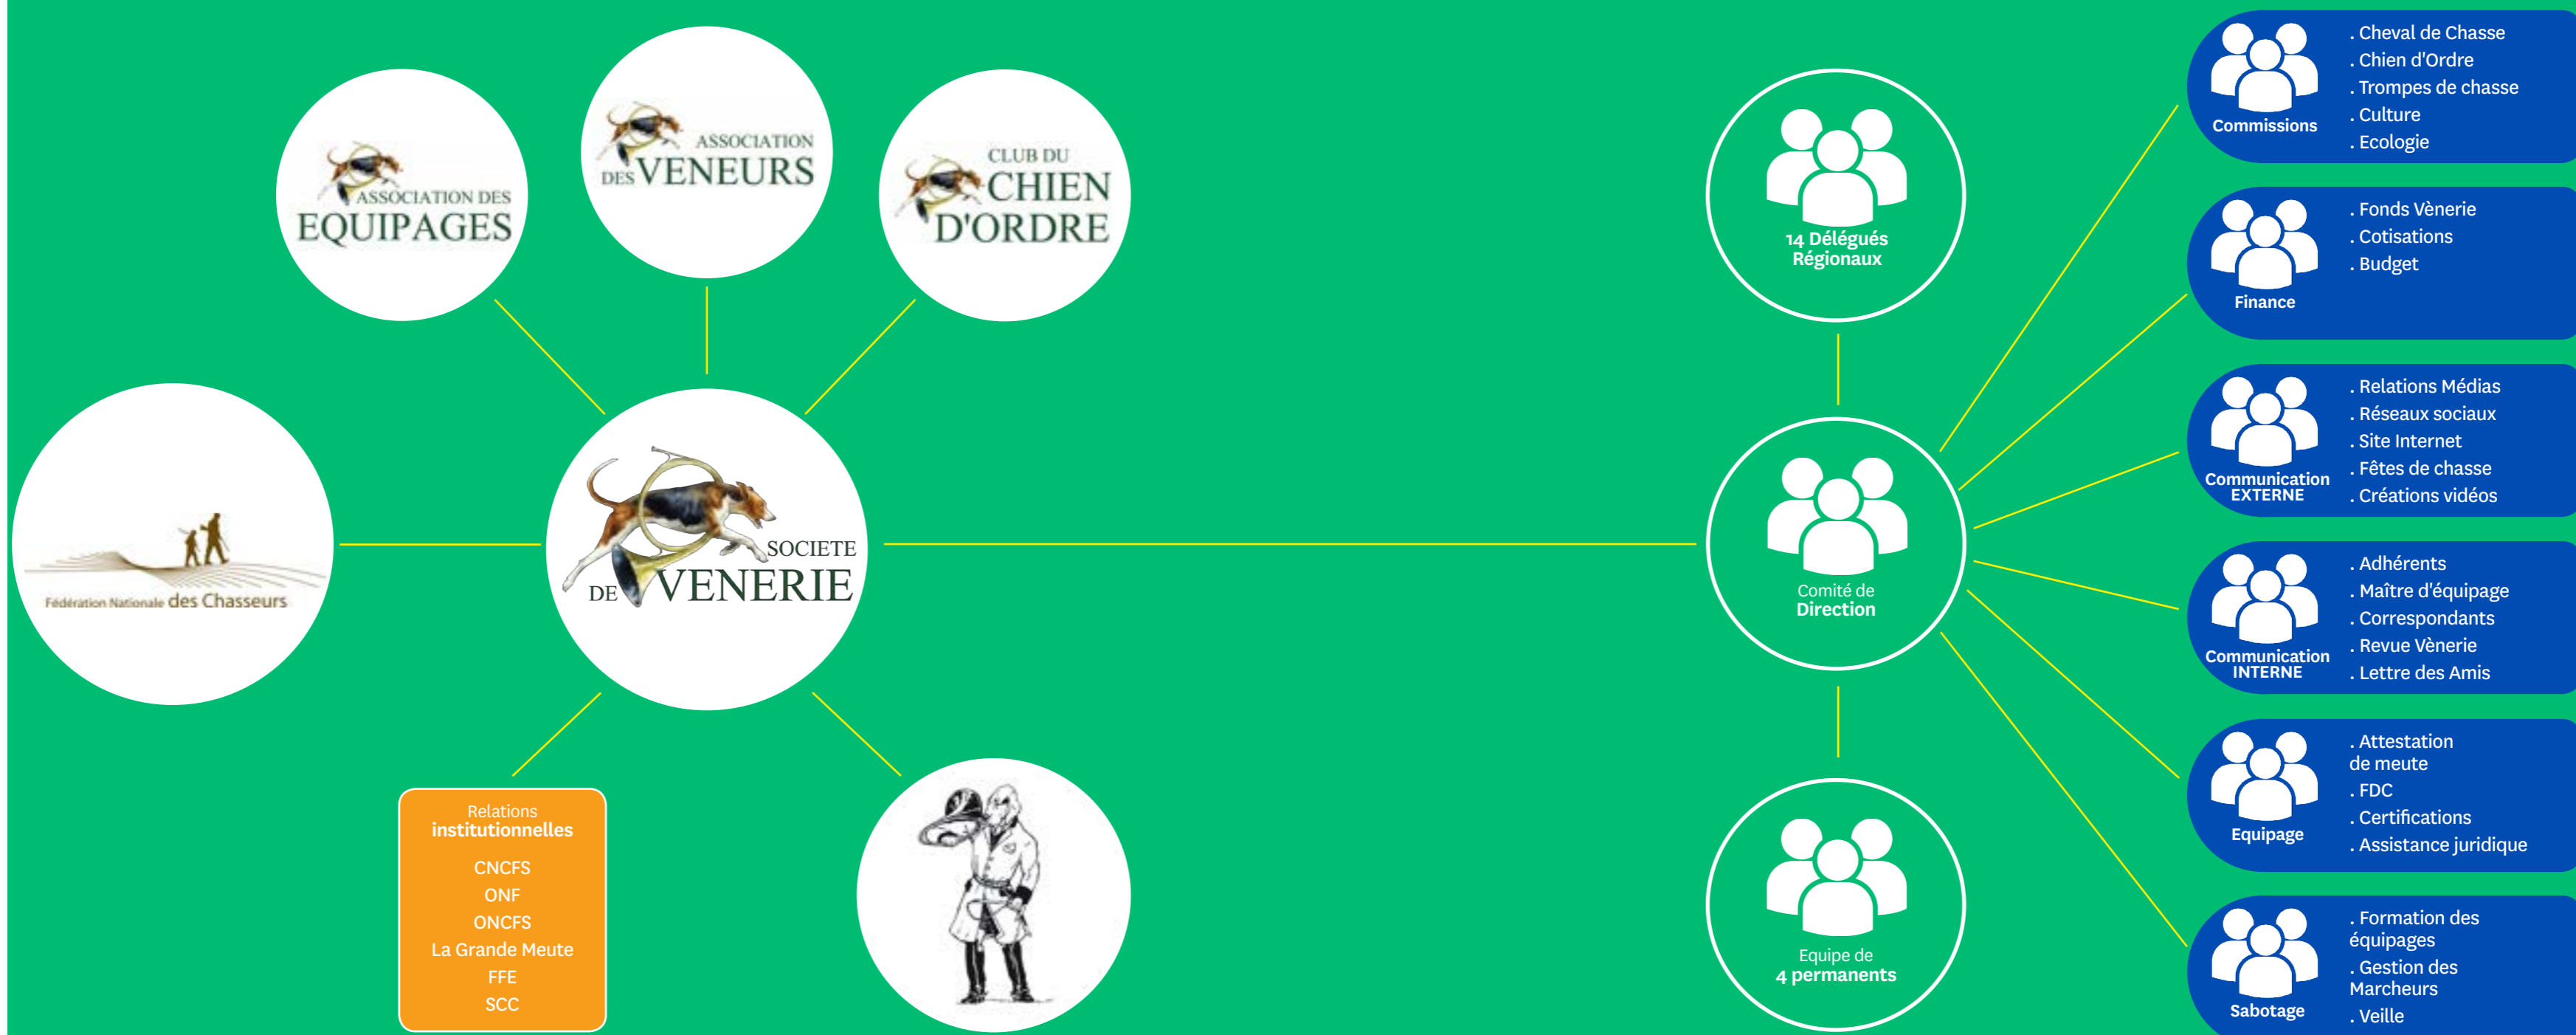 ASSOCIATION DES
EQUIPAGES
ASSOCIATION
DES VENEURS
CLUB DU
CHIEN
D'ORDRE
Fédération Nationale des Chasseurs
SOCIETE
DE VENERIE
Relations
institutionnelles
CNCFS
ONF
ONCFS
La Grande Meute
FFE
SCC
14 Délégués
Régionaux
Comité de
Direction
Equipe de
4 permanents
Commissions
. Cheval de Chasse
. Chien d'Ordre
. Trompes de chasse
. Culture
. Ecologie
Finance
. Fonds Vènerie
. Cotisations
. Budget
Communication
EXTERNE
. Relations Médias
. Réseaux sociaux
. Site Internet
. Fêtes de chasse
. Créations vidéos
Communication
INTERNE
. Adhérents
. Maître d'équipage
. Correspondants
. Revue Vènerie
. Lettre des Amis
Equipage
. Attestation
de meute
. FDC
. Certifications
. Assistance juridique
Sabotage
. Formation des
équipages
. Gestion des
Marcheurs
. Veille